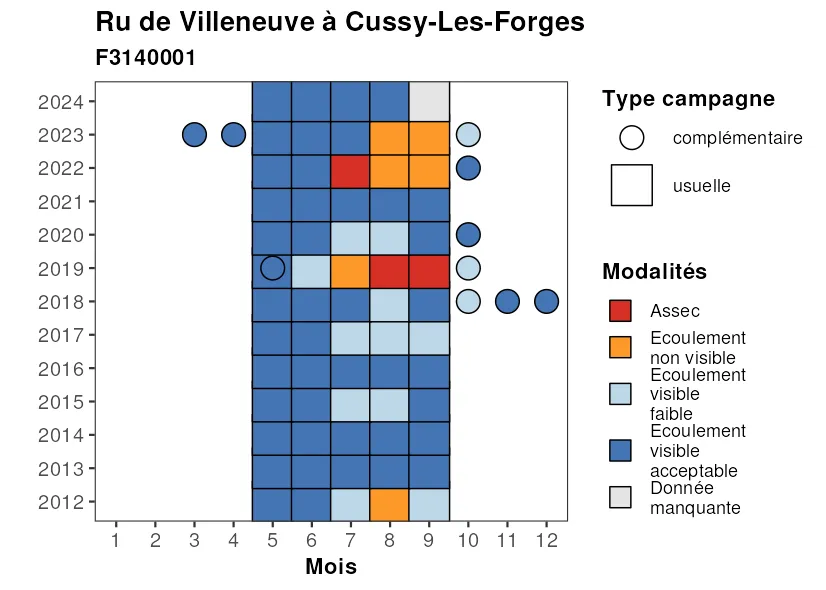 Ru de Villeneuve à Cussy-Les-Forges
F3140001
2024
2023
2022
2021
2020
2019
2018
2017
2016
2015
2014
2013
2012
1 2 3 4 5 6 7 8 9 10 11 12
Mois
Type campagne
complémentaire
usuelle
Modalités
Assec
Ecoulement
non visible
Ecoulement
visible
faible
Ecoulement
visible
acceptable
Donnée
manquante